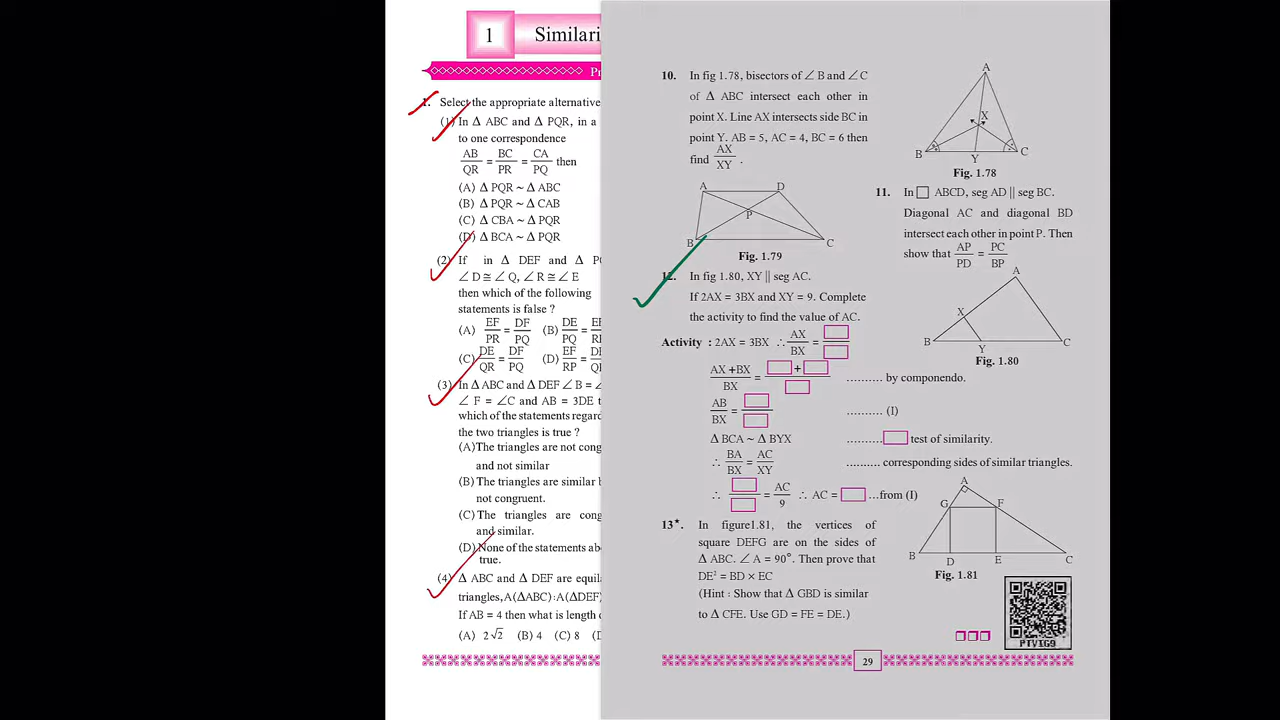 1
Similari
1. Select the appropriate alternative
(1) In Δ ABC and Δ PQR, in a
to one correspondence
AB/QR = BC/PR = CA/PQ then
(A) Δ PQR ~ Δ ABC
(B) Δ PQR ~ Δ CAB
(C) Δ CBA ~ Δ PQR
(D) Δ BCA ~ Δ PQR
(2) If in Δ DEF and Δ PQ
∠ D ≅ ∠ Q, ∠ R ≅ ∠ E
then which of the following
statements is false ?
(A) EF/PR = DF/PQ (B) DE/PQ =
(C) DE/QR = DF/PQ (D) EF/RP =
(3) In Δ ABC and Δ DEF ∠ B =
∠ F = ∠C and AB = 3DE
which of the statements regard
the two triangles is true ?
(A) The triangles are not cong
and not similar
(B) The triangles are similar
not congruent.
(C) The triangles are cong
and similar.
(D) None of the statements
true.
(4) Δ ABC and Δ DEF are equila
triangles, A(ΔABC) : A(ΔDEF)
If AB = 4 then what is length
(A) 2√2 (B) 4 (C) 8
10. In fig 1.78, bisectors of ∠ B and ∠ C
of Δ ABC intersect each other in
point X. Line AX intersects side BC in
point Y. AB = 5, AC = 4, BC = 6 then
find AX/XY .
A
X
B
Y
C
Fig. 1.78
A
D
P
B
C
Fig. 1.79
11. In □ ABCD, seg AD || seg BC.
Diagonal AC and diagonal BD
intersect each other in point P. Then
show that AP/PD = PC/BP
12. In fig 1.80, XY || seg AC.
If 2AX = 3BX and XY = 9. Complete
the activity to find the value of AC.
A
X
B
Y
C
Fig. 1.80
Activity : 2AX = 3BX ∴ AX/BX = □/□
AX + BX/BX = □ + □/□ .......... by componendo.
AB/BX = □/□ .......... (I)
Δ BCA ~ Δ BYX .......... □ test of similarity.
∴ BA/BX = AC/XY .......... corresponding sides of similar triangles.
∴ □/□ = AC/9 ∴ AC = □ ...from (I)
13★. In figure1.81, the vertices of
square DEFG are on the sides of
Δ ABC. ∠ A = 90°. Then prove that
DE² = BD × EC
(Hint : Show that Δ GBD is similar
to Δ CFE. Use GD = FE = DE.)
A
G
F
B
D
E
C
Fig. 1.81
PTVIG9
29